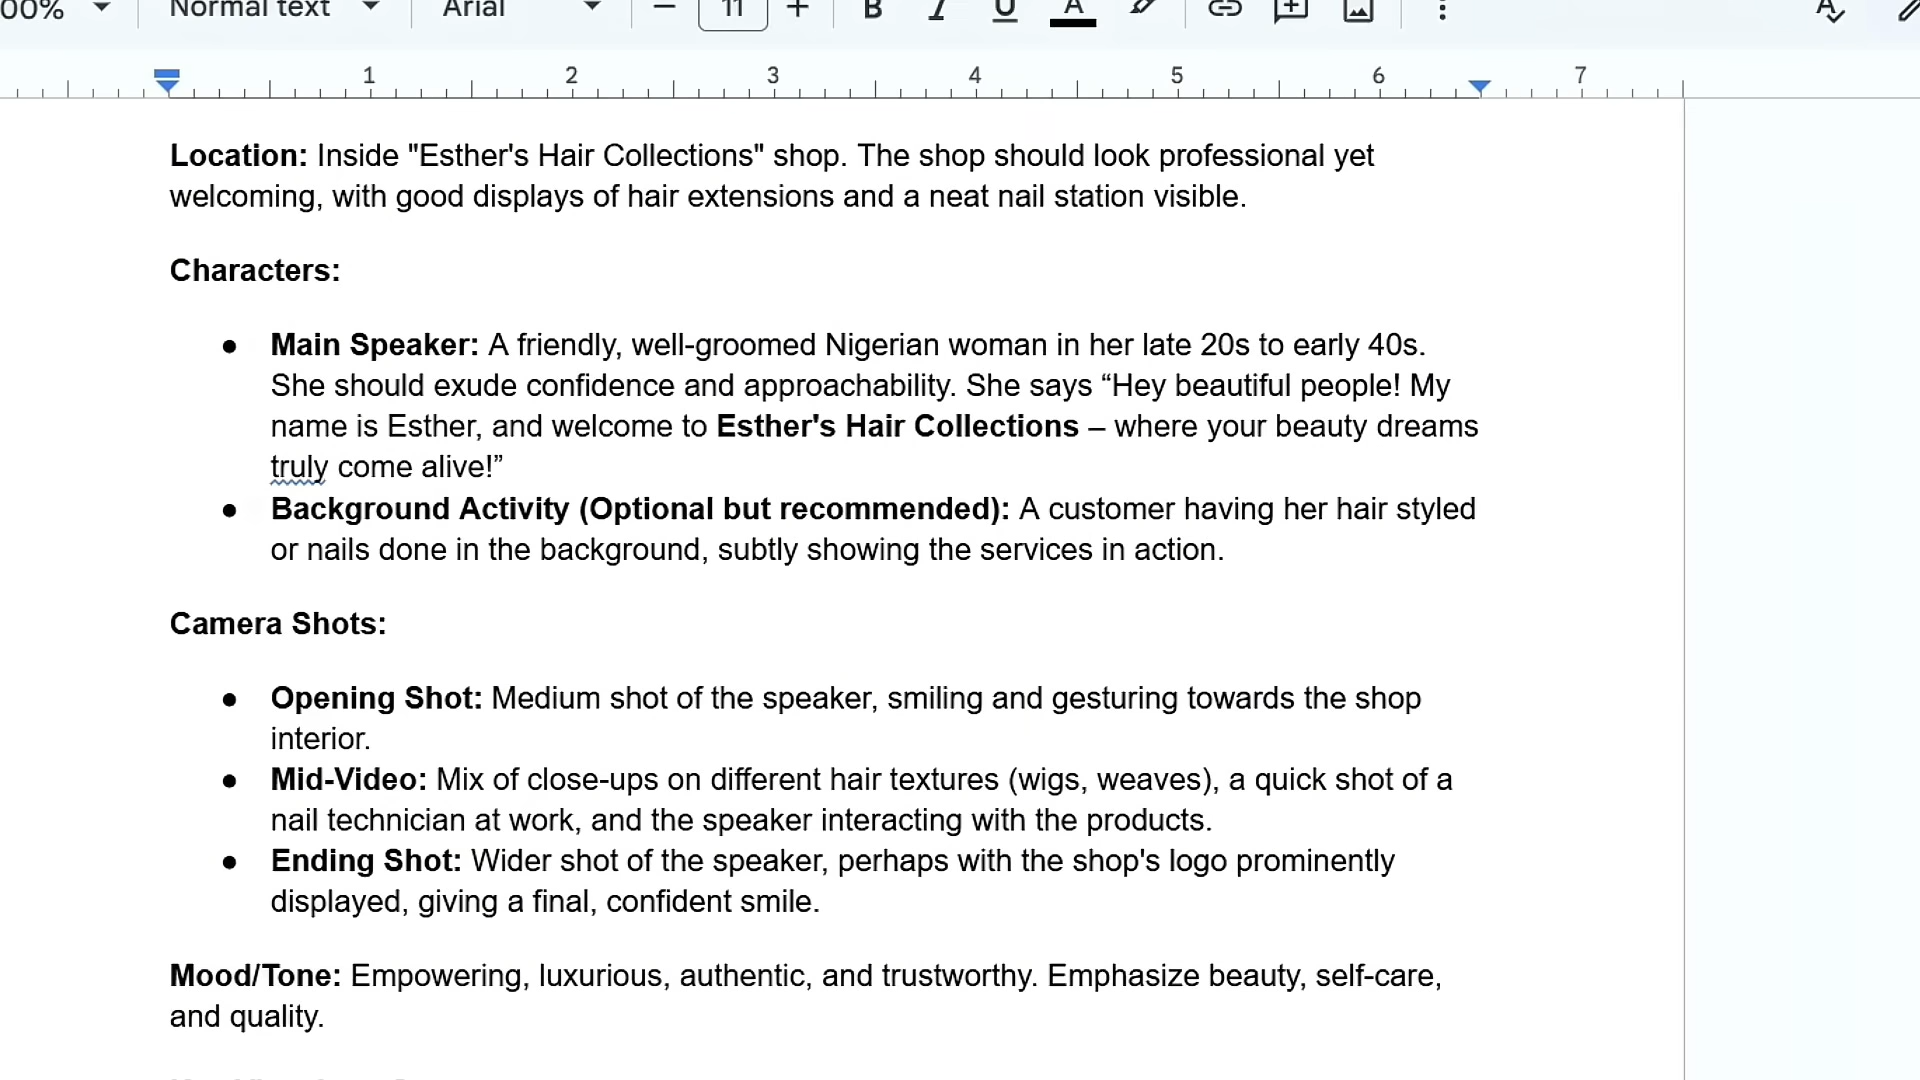 00%
Normal text
Arial
11
B I U A
1 2 3 4 5 6 7
Location: Inside "Esther's Hair Collections" shop. The shop should look professional yet
welcoming, with good displays of hair extensions and a neat nail station visible.
Characters:
● Main Speaker: A friendly, well-groomed Nigerian woman in her late 20s to early 40s.
She should exude confidence and approachability. She says “Hey beautiful people! My
name is Esther, and welcome to Esther's Hair Collections – where your beauty dreams
truly come alive!”
● Background Activity (Optional but recommended): A customer having her hair styled
or nails done in the background, subtly showing the services in action.
Camera Shots:
● Opening Shot: Medium shot of the speaker, smiling and gesturing towards the shop
interior.
● Mid-Video: Mix of close-ups on different hair textures (wigs, weaves), a quick shot of a
nail technician at work, and the speaker interacting with the products.
● Ending Shot: Wider shot of the speaker, perhaps with the shop's logo prominently
displayed, giving a final, confident smile.
Mood/Tone: Empowering, luxurious, authentic, and trustworthy. Emphasize beauty, self-care,
and quality.